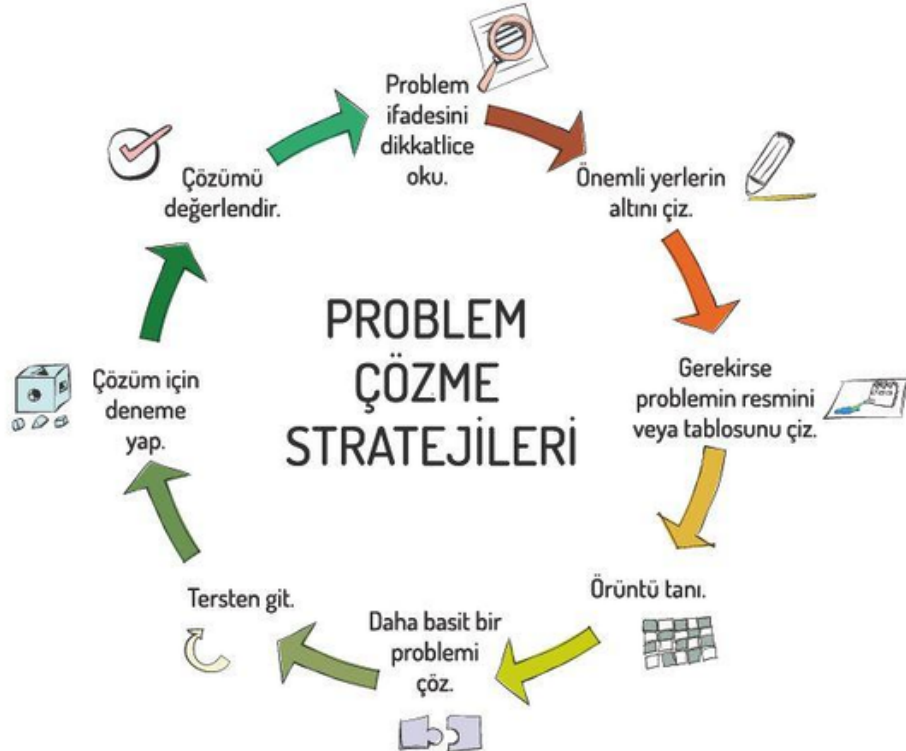 PROBLEM
ÇÖZME
STRATEJİLERİ
Problem
ifadesini
dikkatlice
oku.
Önemli yerlerin
altını çiz.
Gerekirse
problemin resmini
veya tablosunu çiz.
Örüntü tanı.
Daha basit bir
problemi
çöz.
Tersten git.
Çözüm için
deneme
yap.
Çözümü
değerlendir.